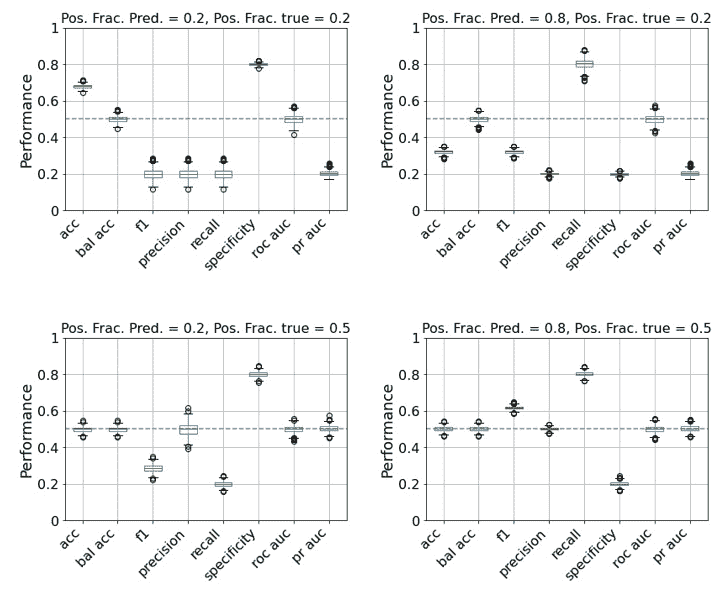 Pos. Frac. Pred. = 0.2, Pos. Frac. true = 0.2
1
0.8
0.6
0.4
0.2
0
Performance
acc
bal acc
f1
precision
recall
specificity
roc auc
pr auc
Pos. Frac. Pred. = 0.8, Pos. Frac. true = 0.2
1
0.8
0.6
0.4
0.2
0
Performance
acc
bal acc
f1
precision
recall
specificity
roc auc
pr auc
Pos. Frac. Pred. = 0.2, Pos. Frac. true = 0.5
1
0.8
0.6
0.4
0.2
0
Performance
acc
bal acc
f1
precision
recall
specificity
roc auc
pr auc
Pos. Frac. Pred. = 0.8, Pos. Frac. true = 0.5
1
0.8
0.6
0.4
0.2
0
Performance
acc
bal acc
f1
precision
recall
specificity
roc auc
pr auc